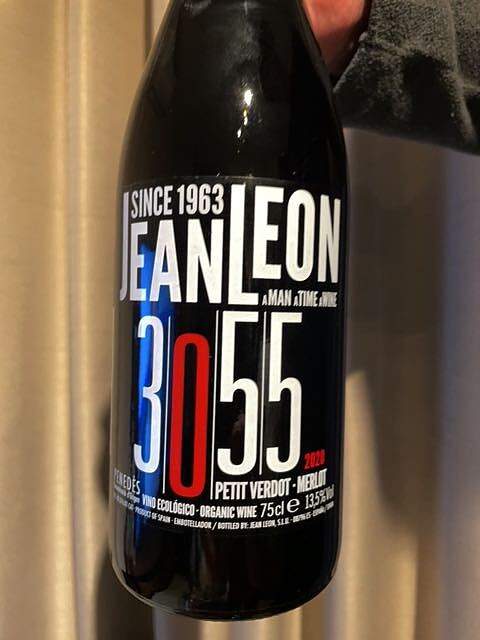 SINCE 1963
JEAN LEON
A MAN A TIME A WINE
3055
2020
PETIT VERDOT · MERLOT
PENEDÈS
VINO ECOLÓGICO · ORGANIC WINE 75cl e 13,5%Vol
PRODUCT OF SPAIN · EMBOTELLADOR / BOTTLED BY: JEAN LEON, S.L.U.